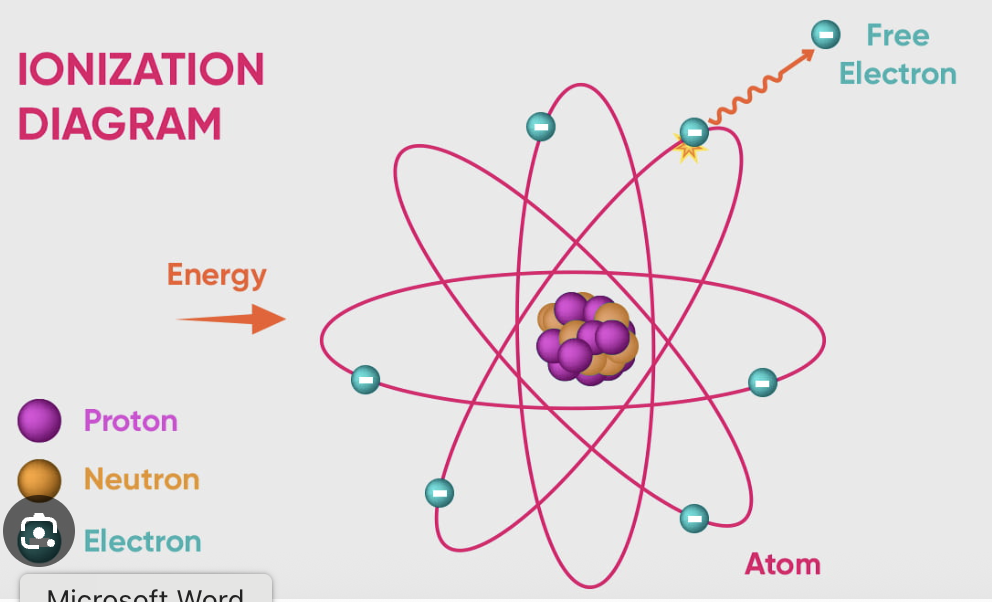 IONIZATION
DIAGRAM
Free
Electron
Energy
Proton
Neutron
Electron
Atom
Microsoft Word